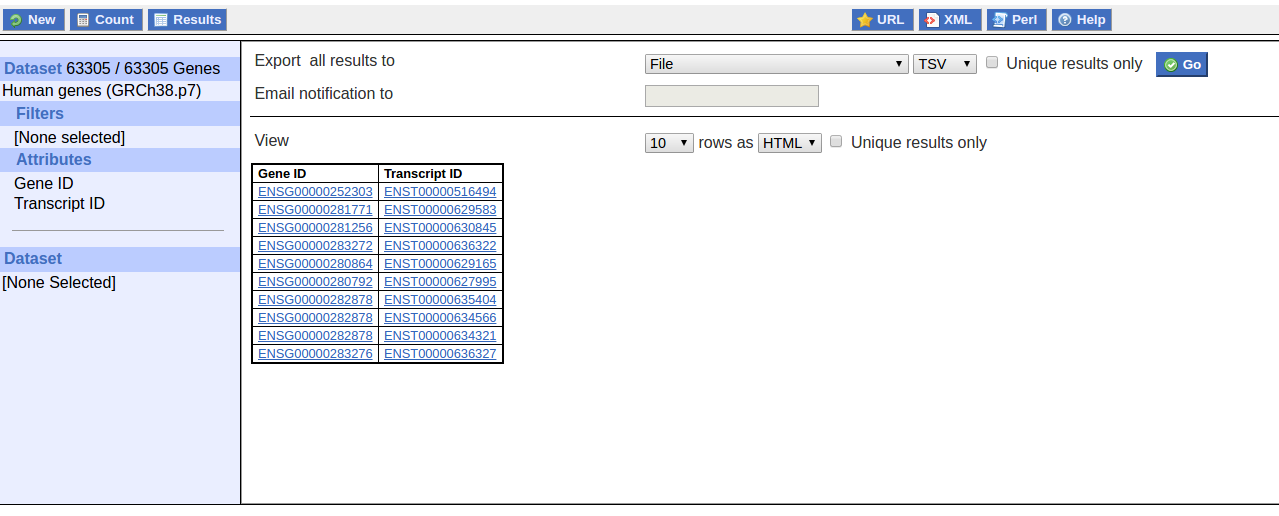 New Count Results URL XML Perl Help
Dataset 63305 / 63305 Genes
Human genes (GRCh38.p7)
Filters
[None selected]
Attributes
Gene ID
Transcript ID
Dataset
[None Selected]
Export all results to File TSV Unique results only Go
Email notification to
View 10 rows as HTML Unique results only
Gene ID Transcript ID
ENSG00000252303 ENST00000516494
ENSG00000281771 ENST00000629583
ENSG00000281256 ENST00000630845
ENSG00000283272 ENST00000636322
ENSG00000280864 ENST00000629165
ENSG00000280792 ENST00000627995
ENSG00000282878 ENST00000635404
ENSG00000282878 ENST00000634566
ENSG00000282878 ENST00000634321
ENSG00000283276 ENST00000636327